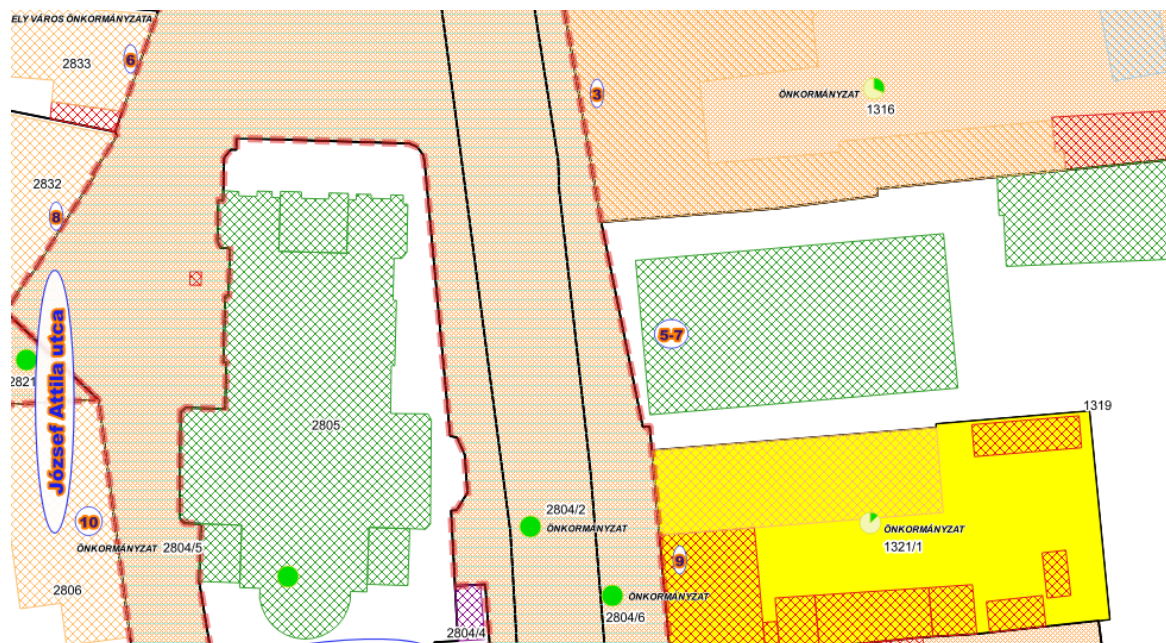 ELY VÁROS ÖNKORMÁNYZATA
2833
6
3
ÖNKORMÁNYZAT
1316
2832
8
5-7
2821
József Attila utca
2805
1319
10
ÖNKORMÁNYZAT
2804/5
2804/2
ÖNKORMÁNYZAT
ÖNKORMÁNYZAT
1321/1
9
2806
ÖNKORMÁNYZAT
2804/6
2804/4